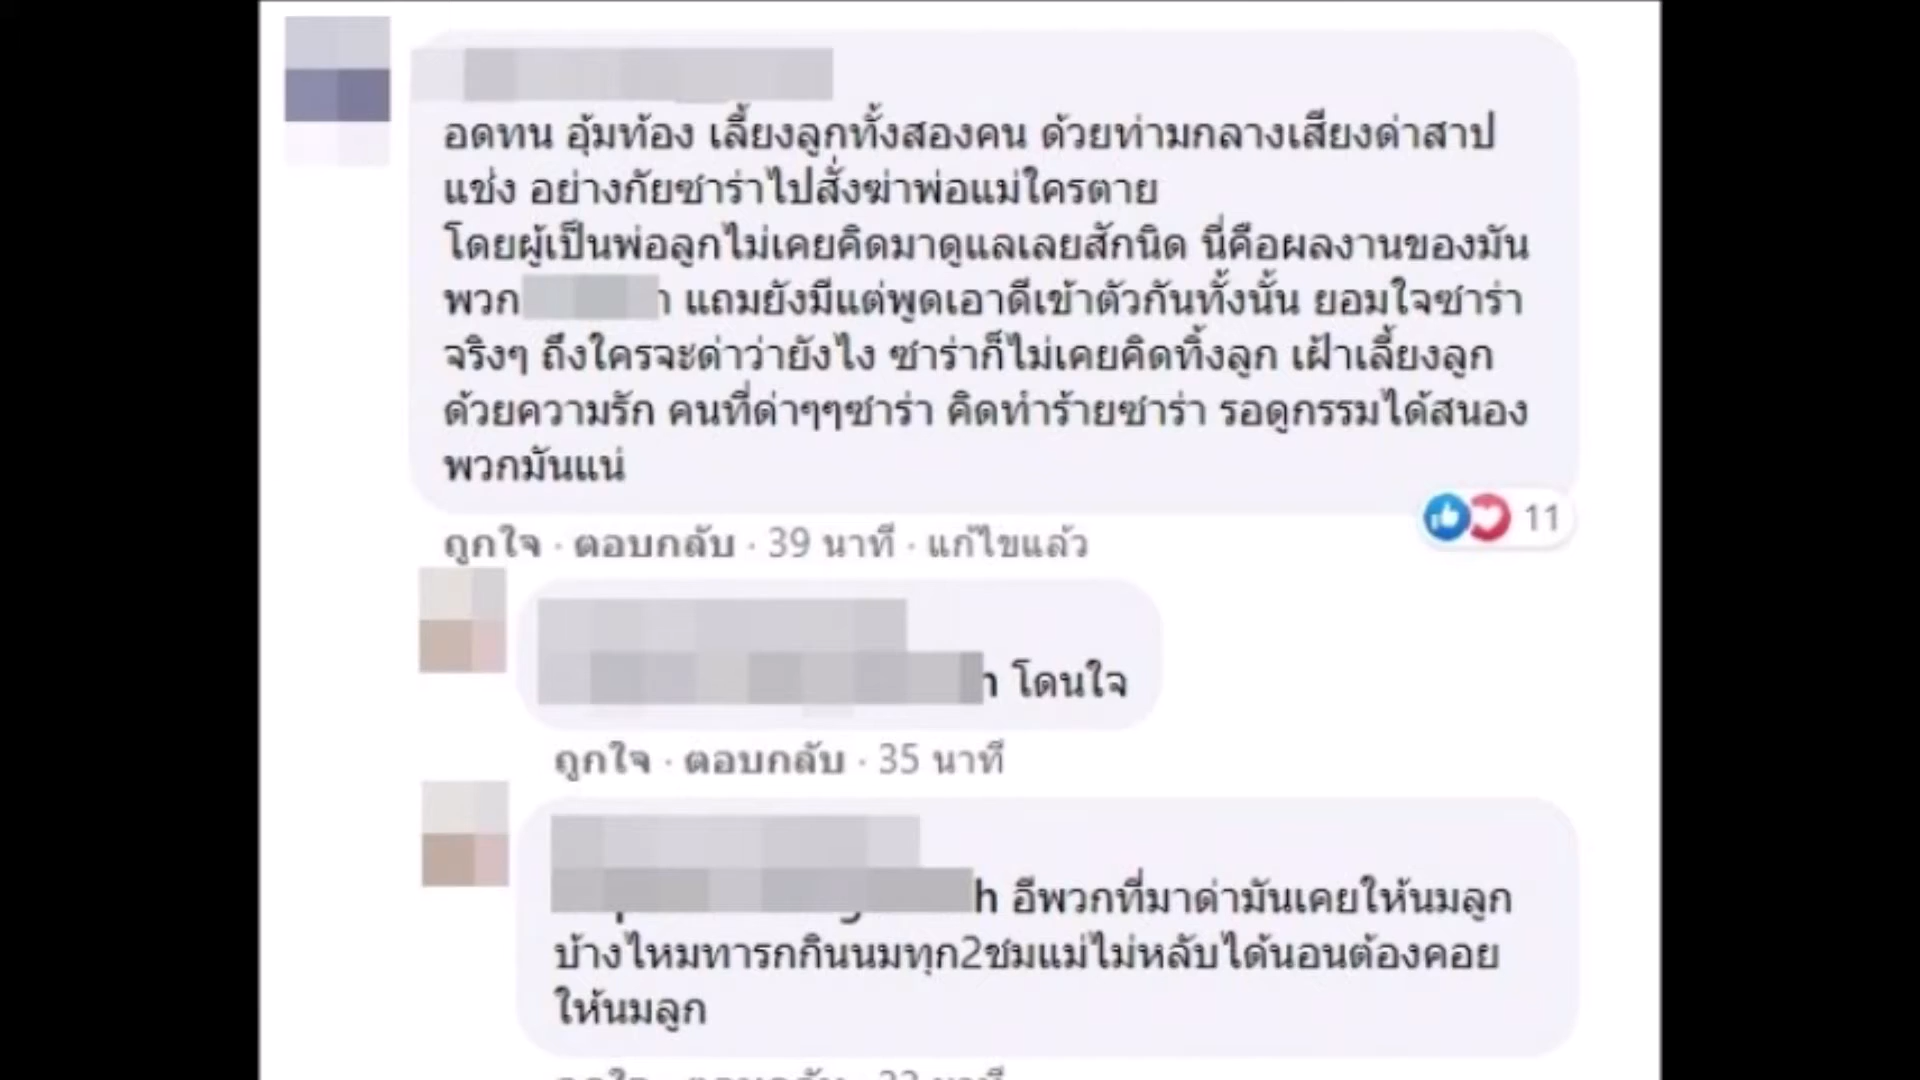 อดทน อุ้มท้อง เลี้ยงลูกทั้งสองคน ด้วยท่ามกลางเสียงด่าสาป
แช่ง อย่างกัยซาร่าไปสั่งฆ่าพ่อแม่ใครตาย
โดยผู้เป็นพ่อลูกไม่เคยคิดมาดูแลเลยสักนิด นี่คือผลงานของมัน
พวก แถมยังมีแต่พูดเอาดีเข้าตัวกันทั้งนั้น ยอมใจซาร่า
จริงๆ ถึงใครจะด่าว่ายังไง ซาร่าก็ไม่เคยคิดทิ้งลูก เฝ้าเลี้ยงลูก
ด้วยความรัก คนที่ด่าๆๆซาร่า คิดทำร้ายซาร่า รอดูกรรมได้สนอง
พวกมันแน่
11
ถูกใจ · ตอบกลับ · 39 นาที · แก้ไขแล้ว
โดนใจ
ถูกใจ · ตอบกลับ · 35 นาที
อีพวกที่มาด่ามันเคยให้นมลูก
บ้างไหมทารกกินนมทุก2ชมแม่ไม่หลับได้นอนต้องคอย
ให้นมลูก